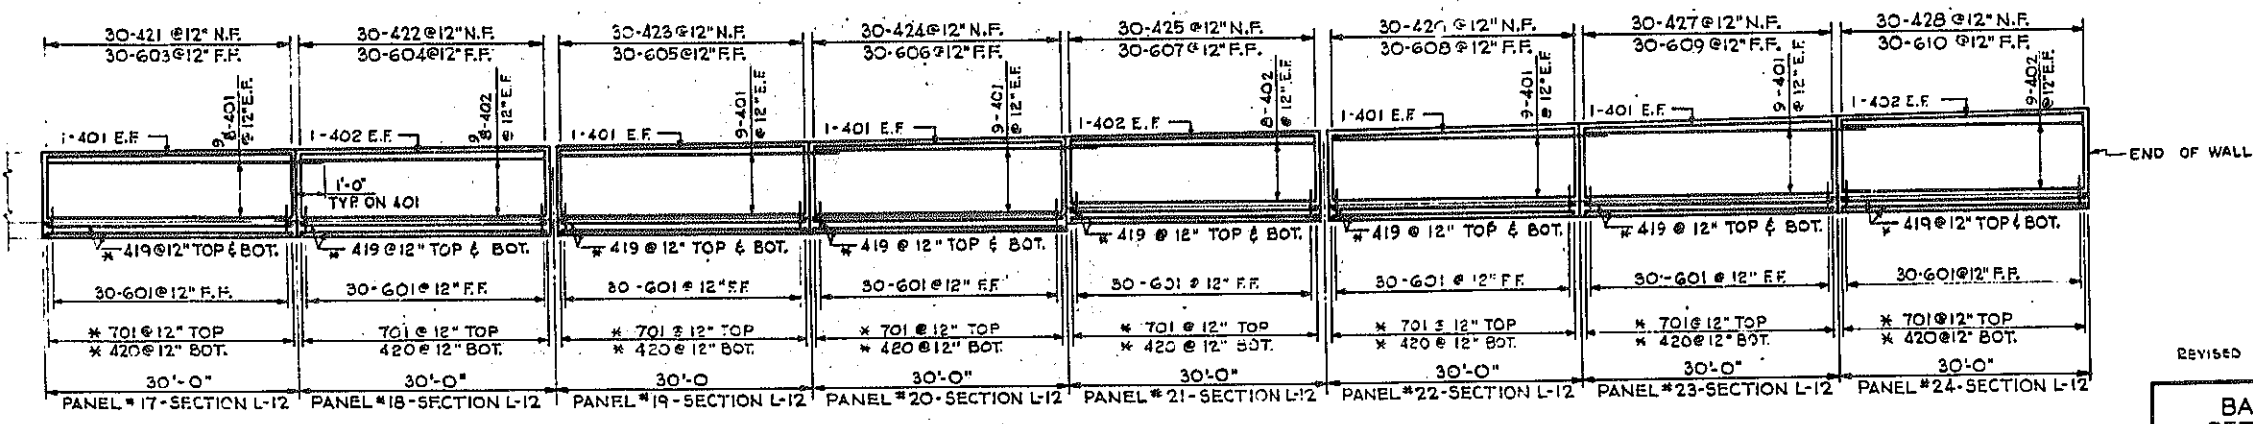 30-421 @12" N.F.
30-603@12" F.F.
30-422@12"N.F.
30-604@12"F.F.
30-423@12"N.F.
30-605@12"F.F.
30-424@12"N.F.
30-606@12"F.F.
30-425@12"N.F.
30-607@12"F.F.
@12"N.F.
30-608@12"F.F.
30-427@12"N.F.
30-609@12"F.F.
30-428@12"N.F.
30-610@12"F.F.
1-401 E.F.
9
8-401
@ 12"E.F.
1-402 E.F.
9
8-402
@ 12"E.F.
1-401 E.F.
9-401
@ 12"E.F.
1-401 E.F.
9-401
@ 12"E.F.
1-402 E.F.
8-402
@ 12"E.F.
1-401 E.F.
9-401
@ 12"E.F.
1-401 E.F.
9-401
@ 12"E.F.
1-402 E.F.
9-402
@12"E.F.
END OF WALL
1'-0"
TYP. ON 401
* 419@12" TOP & BOT.
* 419@12" TOP & BOT.
* 419 @ 12" TOP & BOT.
* 419 @ 12" TOP & BOT.
* 419 @ 12" TOP & BOT.
* 419 @ 12" TOP & BOT.
* 419 @ 12" TOP & BOT.
* 419@12" TOP & BOT.
30-601@12" F.F.
30-601@12"F.F.
30-601@12"F.F
30-601@12" F.F.
30-601@12" F.F.
30-601@12" F.F.
30-601@12" F.F.
30-601@12"F.F.
* 701@12" TOP
* 420@12" BOT.
701@12" TOP
420@12" BOT.
* 701@12" TOP
* 420@12" BOT.
* 701@12" TOP
* 420@12" BOT.
* 701@12" TOP
* 420@12" BOT.
* 701@12" TOP
* 420@12" BOT.
* 701@12" TOP
* 420@12" BOT.
* 701@12" TOP
* 420@12" BOT.
30'-0"
30'-0"
30'-0
30'-0"
30'-0"
30'-0"
30'-0"
30'-0"
PANEL #17-SECTION L-12
PANEL #18-SECTION L-12
PANEL #19-SECTION L-12
PANEL #20-SECTION L-12
PANEL #21-SECTION L-12
PANEL #22-SECTION L-12
PANEL #23-SECTION L-12
PANEL #24-SECTION L-12
REVISED
BA